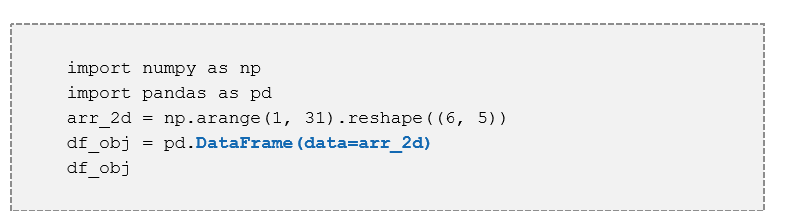 import numpy as np
import pandas as pd
arr_2d = np.arange(1, 31).reshape((6, 5))
df_obj = pd.DataFrame(data=arr_2d)
df_obj